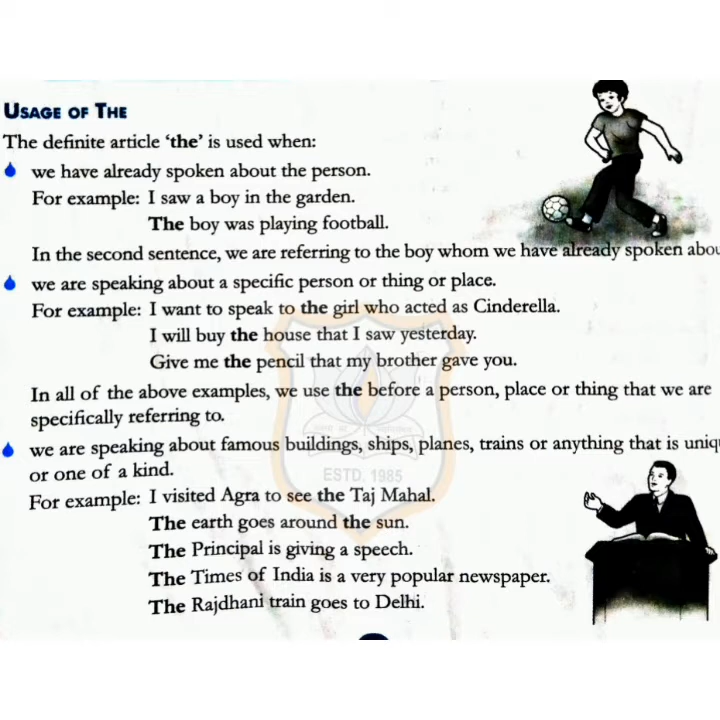 USAGE OF THE
The definite article ‘the’ is used when:
we have already spoken about the person.
For example: I saw a boy in the garden.
The boy was playing football.
In the second sentence, we are referring to the boy whom we have already spoken abou
we are speaking about a specific person or thing or place.
For example: I want to speak to the girl who acted as Cinderella.
I will buy the house that I saw yesterday.
Give me the pencil that my brother gave you.
In all of the above examples, we use the before a person, place or thing that we are
specifically referring to.
we are speaking about famous buildings, ships, planes, trains or anything that is uniq
or one of a kind.
ESTD. 1985
For example: I visited Agra to see the Taj Mahal.
The earth goes around the sun.
The Principal is giving a speech.
The Times of India is a very popular newspaper.
The Rajdhani train goes to Delhi.